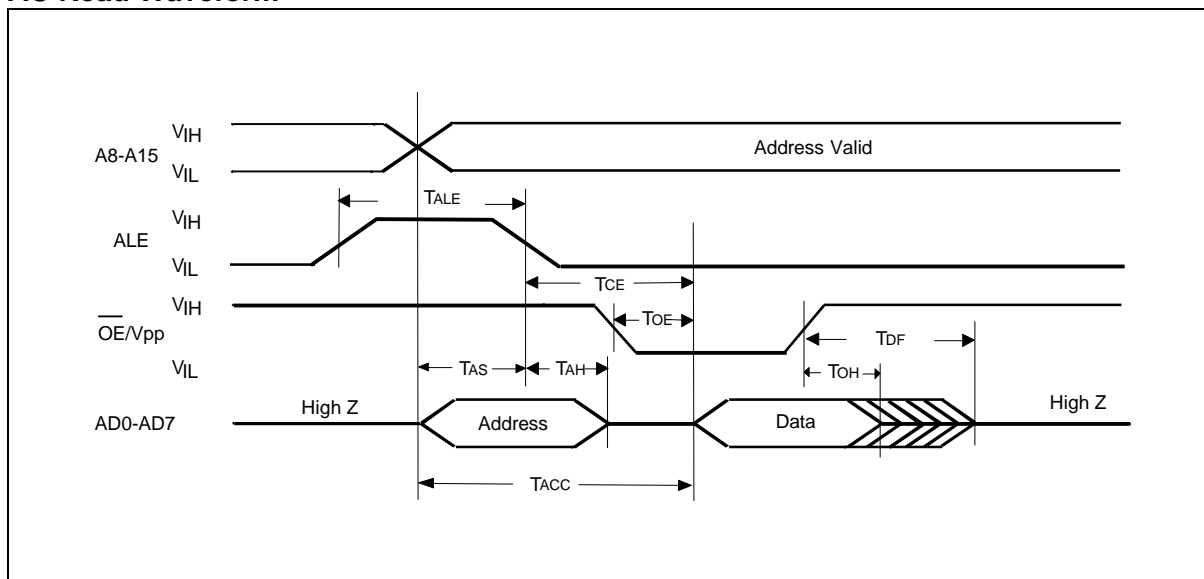 A8-A15
VIH
VIL
Address Valid
ALE
VIH
VIL
TALE
TCE
OE/Vpp
VIH
VIL
TOE
TDF
TAS
TAH
TOH
AD0-AD7
High Z
Address
Data
High Z
TACC